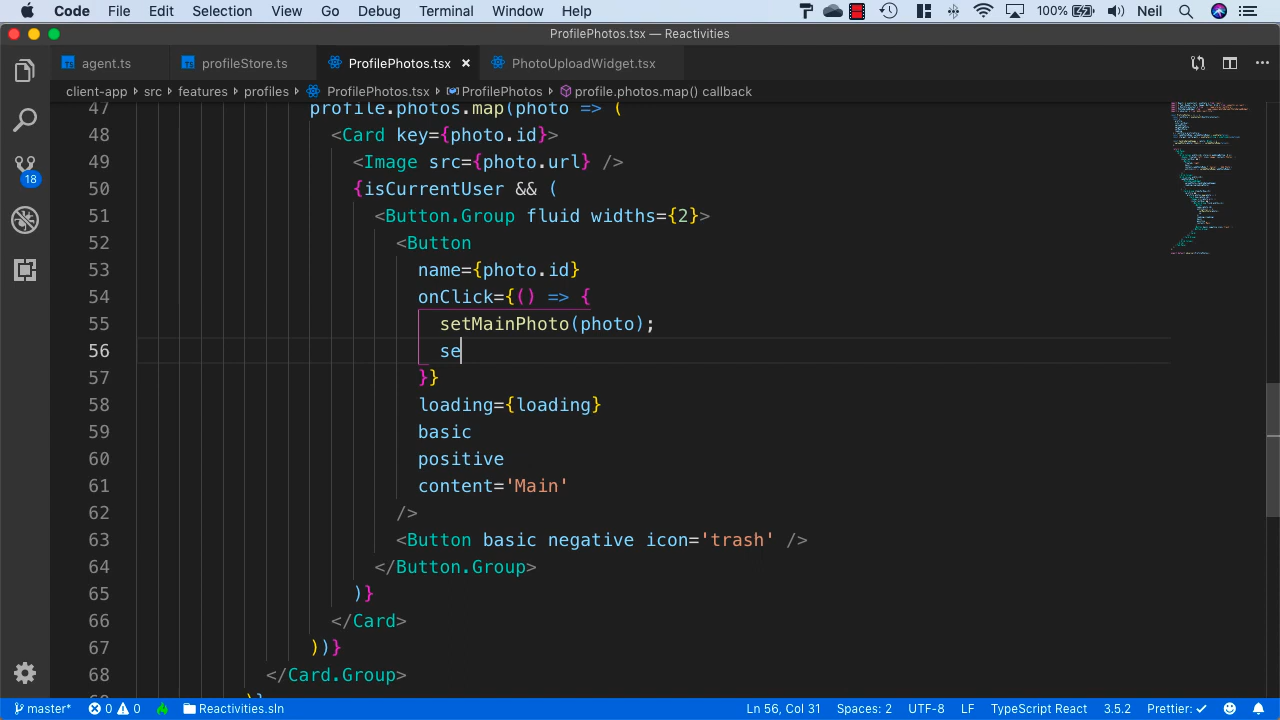 Code File Edit Selection View Go Debug Terminal Window Help 100% Neil
ProfilePhotos.tsx — Reactivities
agent.ts profileStore.ts ProfilePhotos.tsx × PhotoUploadWidget.tsx
client-app › src › features › profiles › ProfilePhotos.tsx › ProfilePhotos › profile.photos.map() callback
47 profile.photos.map(photo => (
48 <Card key={photo.id}>
49 <Image src={photo.url} />
50 {isCurrentUser && (
51 <Button.Group fluid widths={2}>
52 <Button
53 name={photo.id}
54 onClick={() => {
55 setMainPhoto(photo);
56 se
57 }}
58 loading={loading}
59 basic
60 positive
61 content='Main'
62 />
63 <Button basic negative icon='trash' />
64 </Button.Group>
65 )}
66 </Card>
67 ))}
68 </Card.Group>
18
master* 0 0 Reactivities.sln Ln 56, Col 31 Spaces: 2 UTF-8 LF TypeScript React 3.5.2 Prettier: ✓